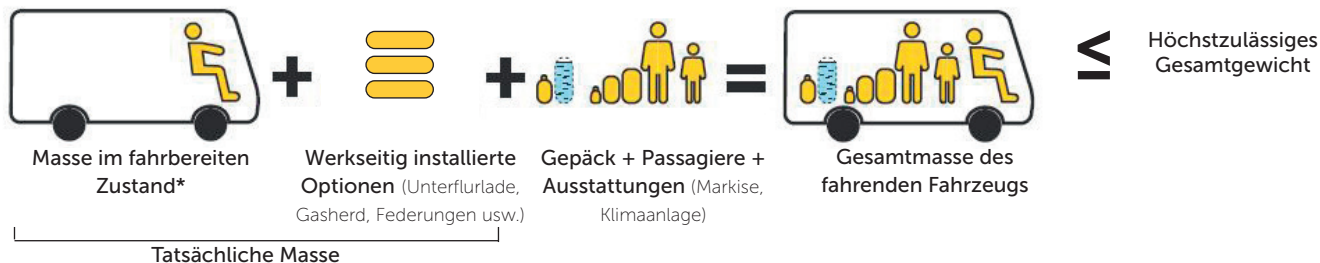 +
+
=
≤
Höchstzulässiges
Gesamtgewicht
Masse im fahrbereiten
Zustand*
Werkseitig installierte
Optionen (Unterflurlade,
Gasherd, Federungen usw.)
Gepäck + Passagiere +
Ausstattungen (Markise,
Klimaanlage)
Gesamtmasse des
fahrenden Fahrzeugs
Tatsächliche Masse